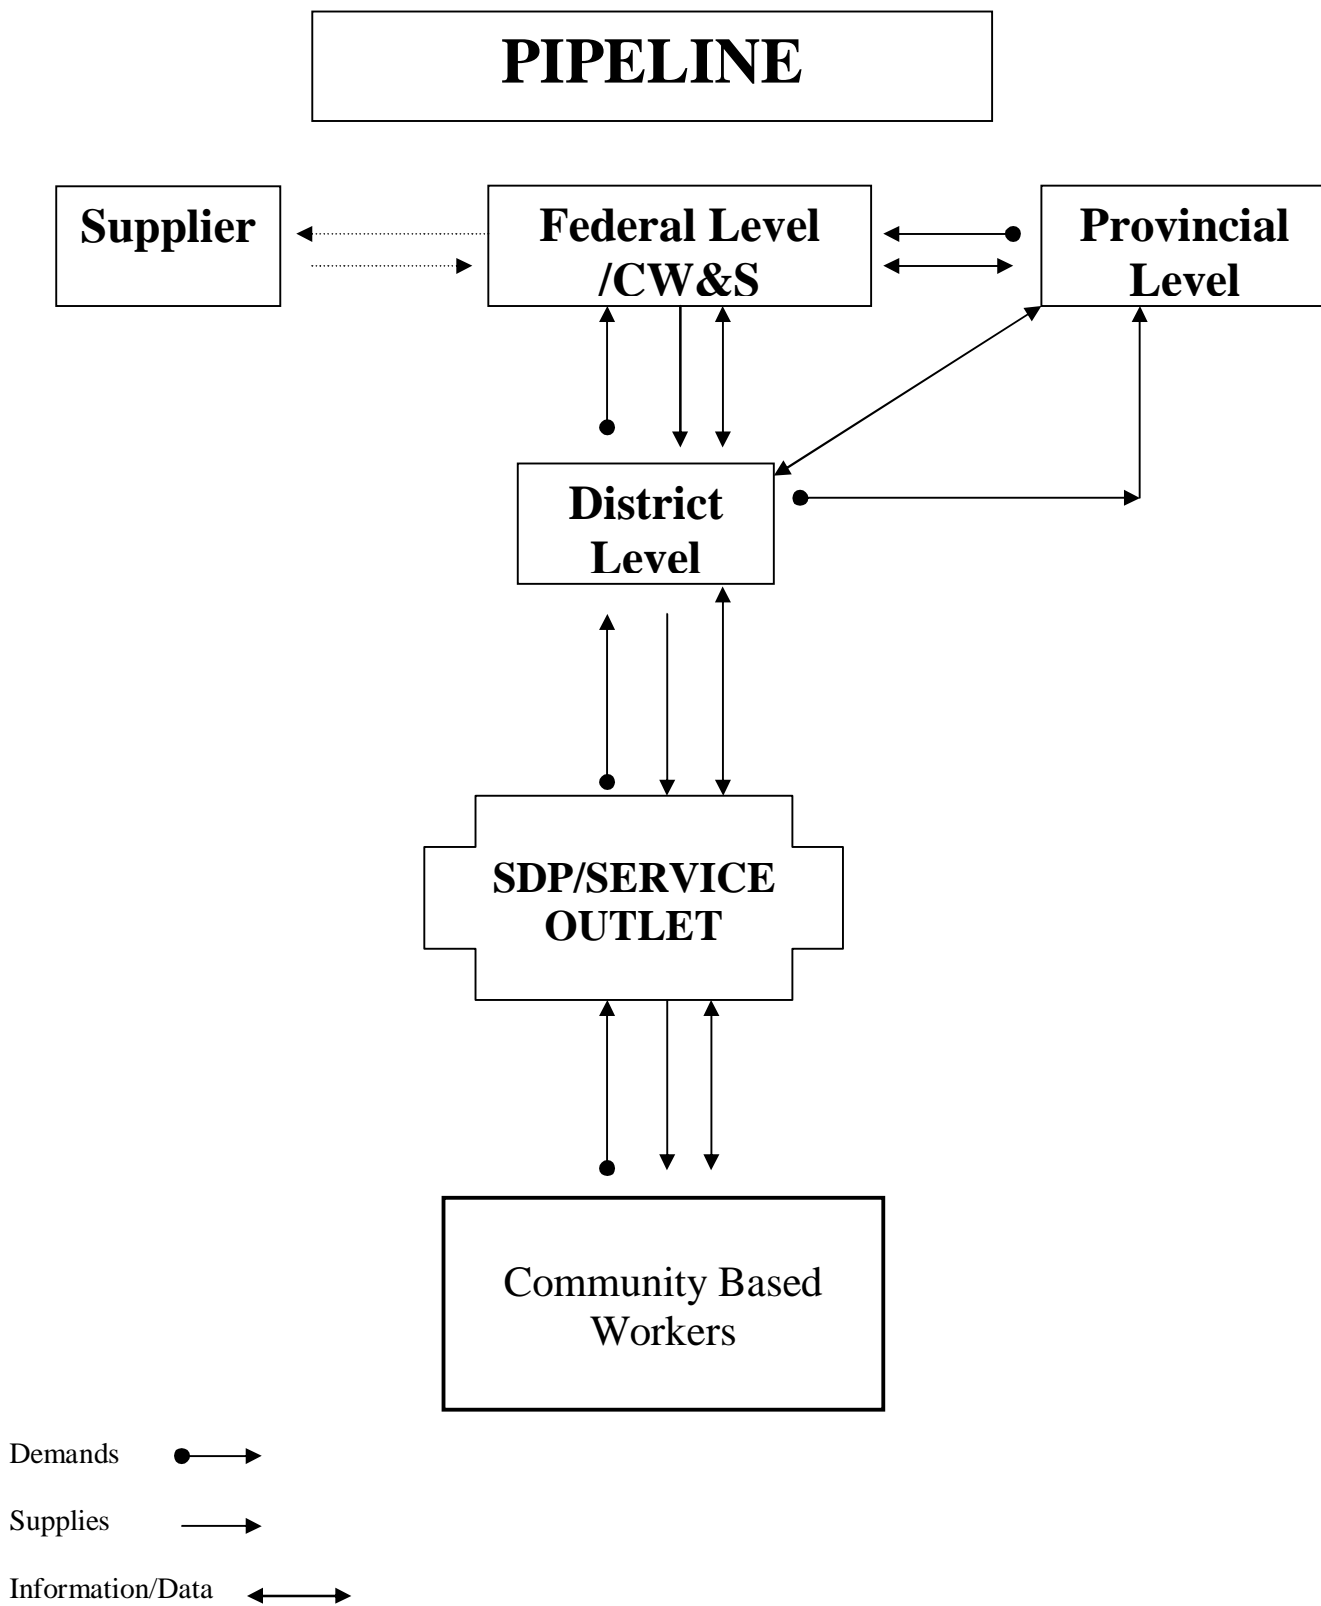 PIPELINE
Supplier
Federal Level
/CW&S
Provincial
Level
District
Level
SDP/SERVICE
OUTLET
Community Based
Workers
Demands
Supplies
Information/Data